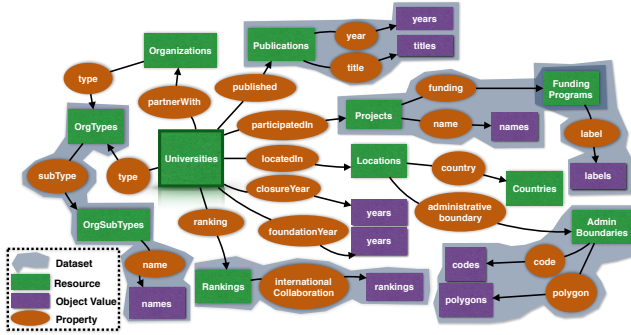 Organizations
Publications
year
years
titles
title
type
partnerWith
published
funding
Funding
Programs
OrgTypes
participatedIn
Projects
name
names
label
subType
type
Universities
locatedIn
Locations
country
Countries
labels
closureYear
years
administrative
boundary
OrgSubTypes
ranking
foundationYear
years
Admin
Boundaries
name
names
Rankings
international
Collaboration
rankings
codes
code
polygons
polygon
Dataset
Resource
Object Value
Property